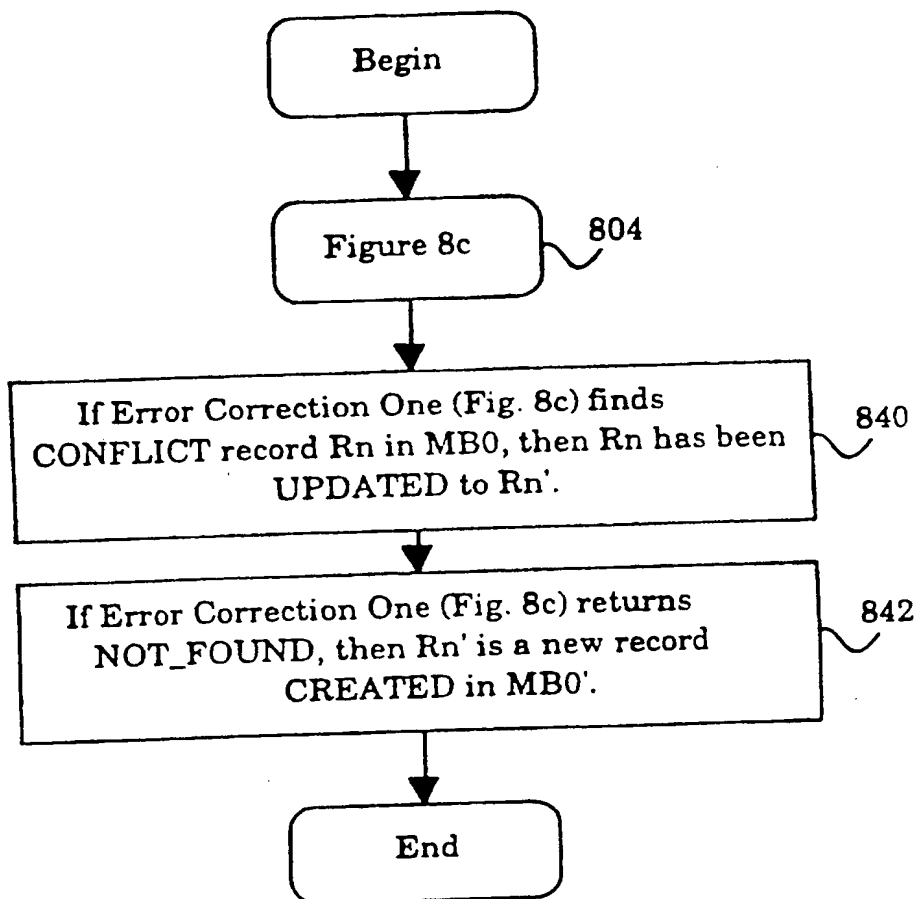 Begin
Figure 8c
804
If Error Correction One (Fig. 8c) finds
CONFLICT record Rn in MB0, then Rn has been
UPDATED to Rn'.
840
If Error Correction One (Fig. 8c) returns
NOT_FOUND, then Rn' is a new record
CREATED in MB0'.
842
End